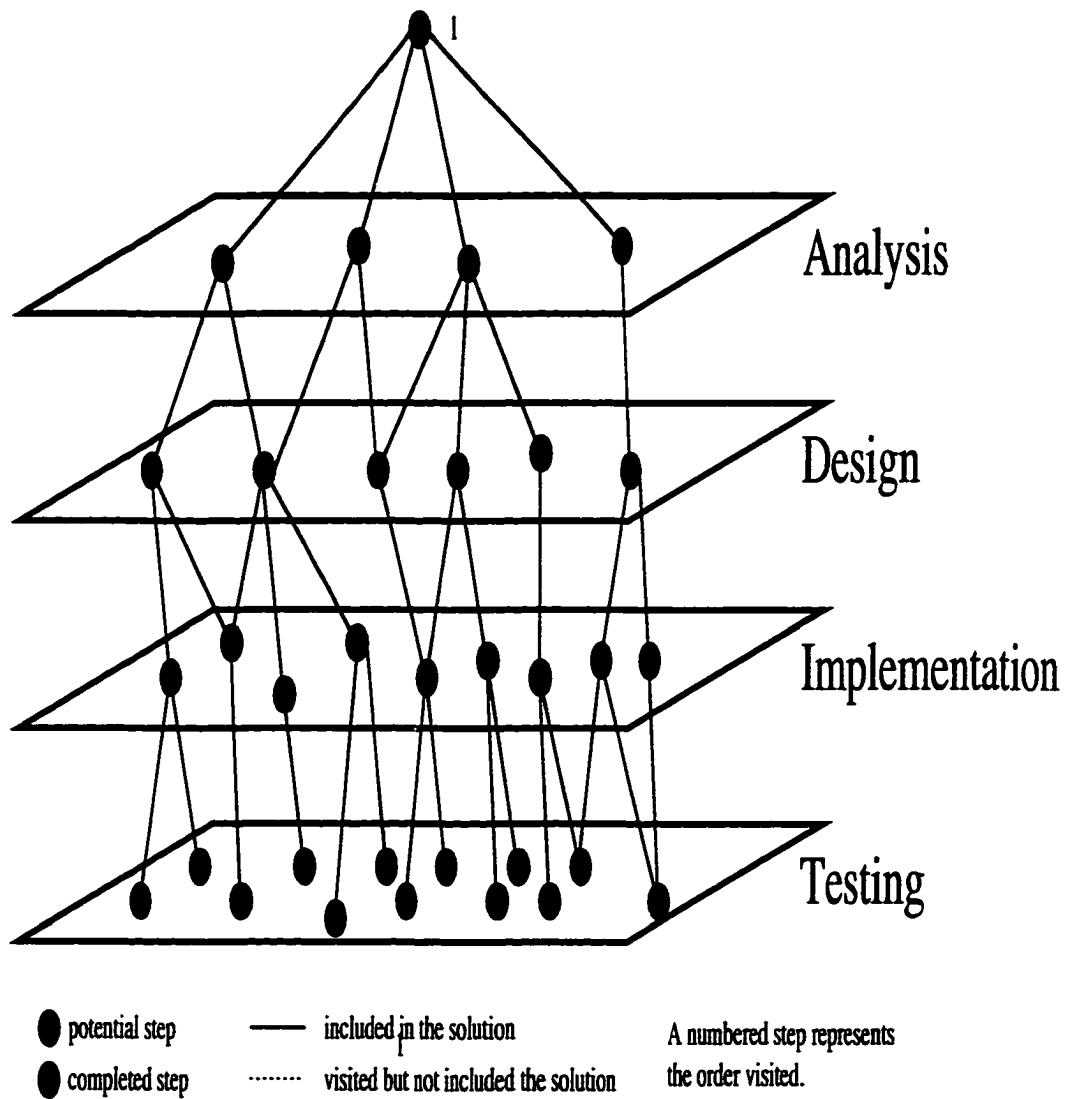 1
Analysis
Design
Implementation
Testing
potential step
included in the solution
A numbered step represents
completed step
visited but not included the solution
the order visited.